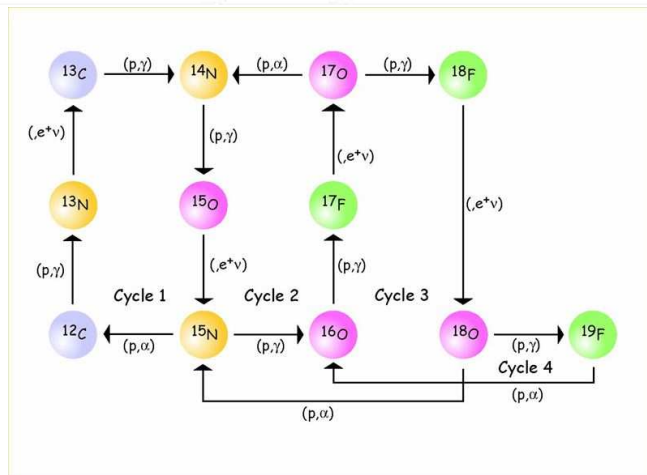 ¹³C (p,γ) ¹⁴N (p,α) ¹⁷O (p,γ) ¹⁸F
(,e⁺ν) (p,γ) (,e⁺ν)
¹³N ¹⁵O ¹⁷F (,e⁺ν)
(p,γ) (,e⁺ν) (p,γ)
Cycle 1 Cycle 2 Cycle 3
¹²C (p,α) ¹⁵N (p,γ) ¹⁶O ¹⁸O (p,γ) ¹⁹F
Cycle 4
(p,α)
(p,α)